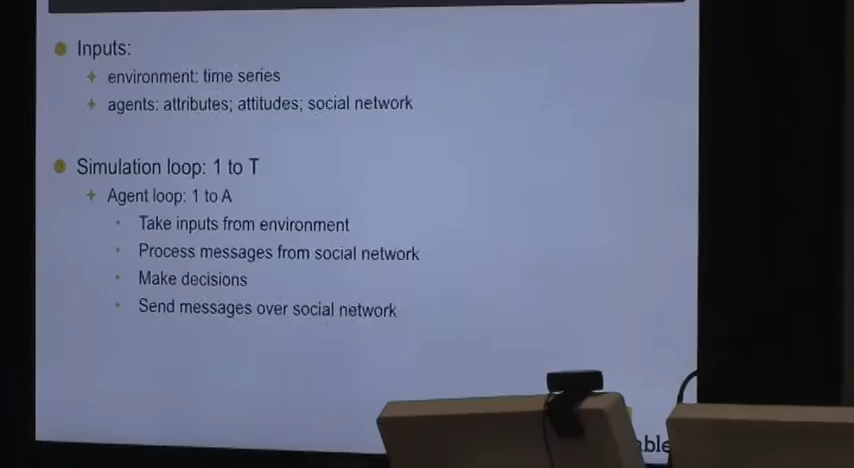 Inputs:
environment: time series
agents: attributes; attitudes; social network
Simulation loop: 1 to T
Agent loop: 1 to A
Take inputs from environment
Process messages from social network
Make decisions
Send messages over social network